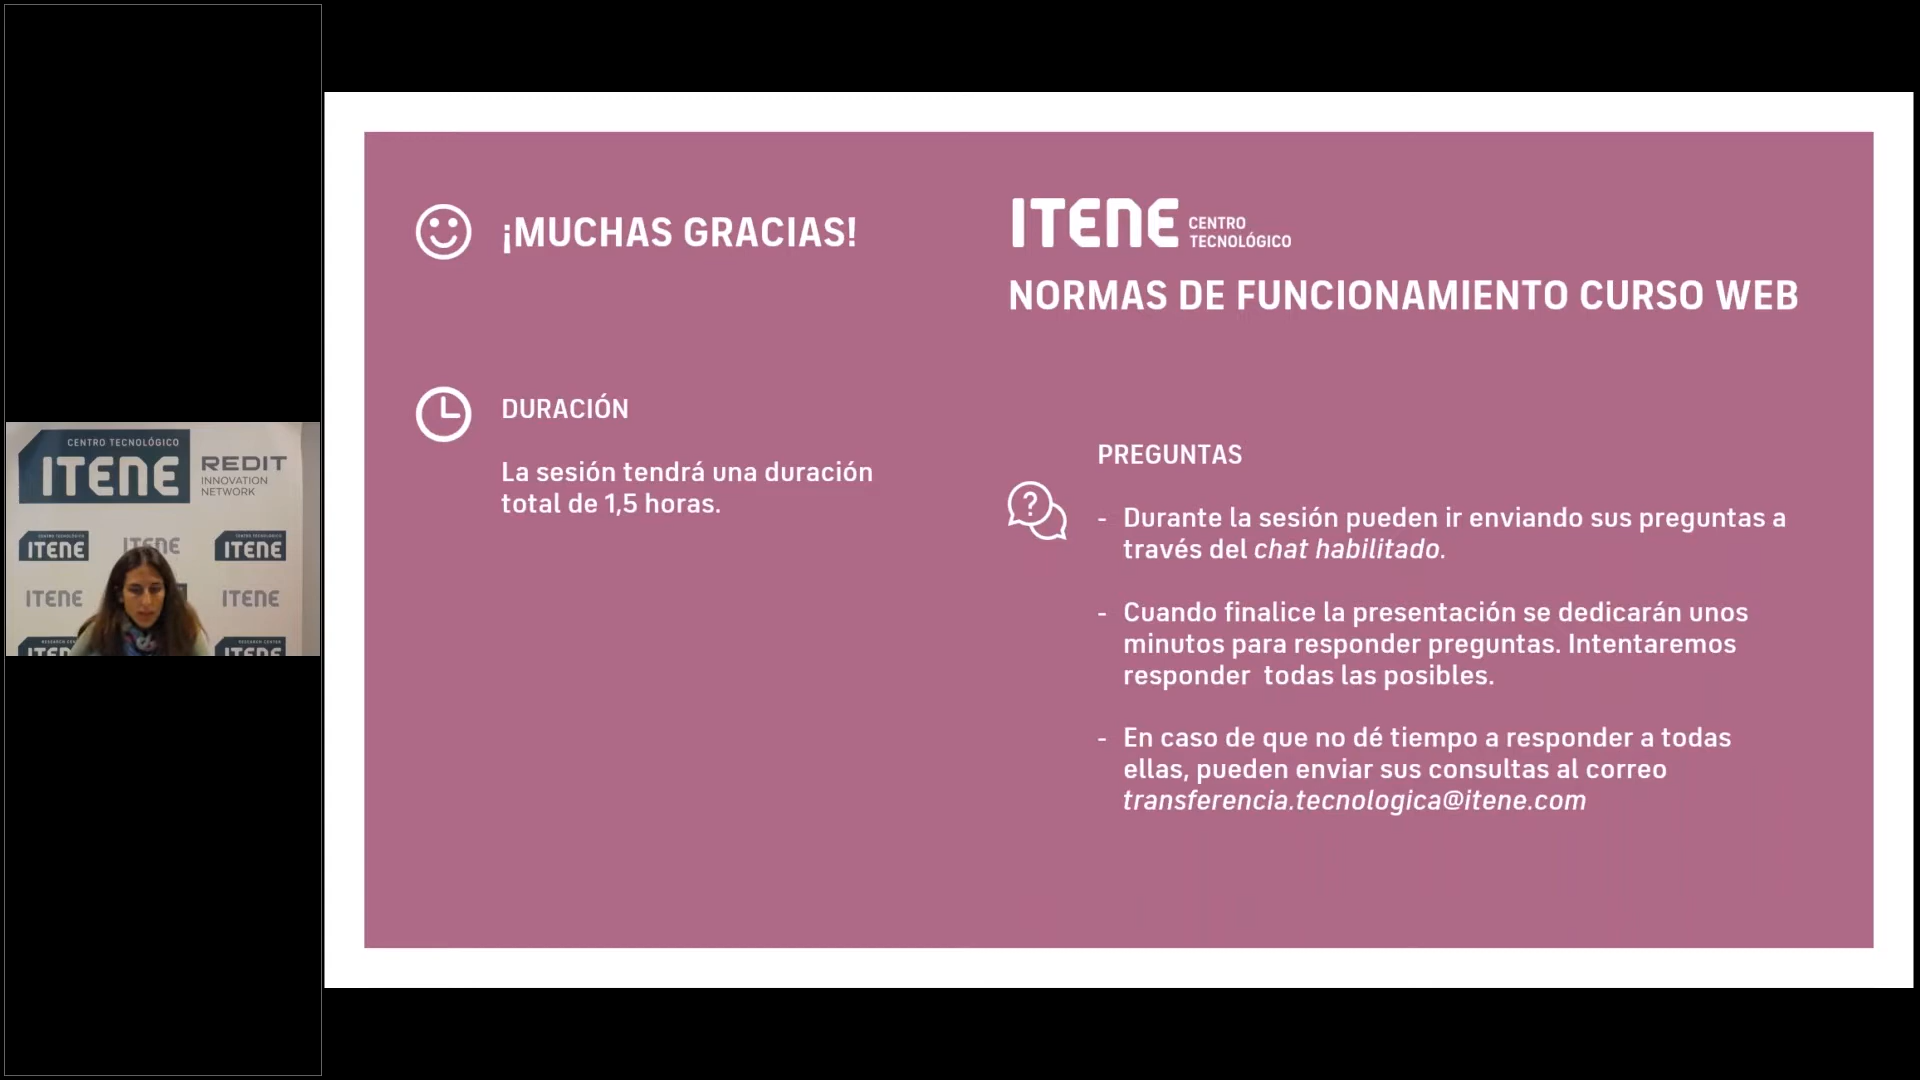 CENTRO TECNOLÓGICO
ITENE
REDIT
INNOVATION
NETWORK
ITENE
ITENE
ITENE
ITENE
ITENE
ITENE
ITENE
¡MUCHAS GRACIAS!
DURACIÓN
La sesión tendrá una duración
total de 1,5 horas.
ITENE CENTRO
TECNOLÓGICO
NORMAS DE FUNCIONAMIENTO CURSO WEB
PREGUNTAS
- Durante la sesión pueden ir enviando sus preguntas a
través del chat habilitado.
- Cuando finalice la presentación se dedicarán unos
minutos para responder preguntas. Intentaremos
responder  todas las posibles.
- En caso de que no dé tiempo a responder a todas
ellas, pueden enviar sus consultas al correo
transferencia.tecnologica@itene.com